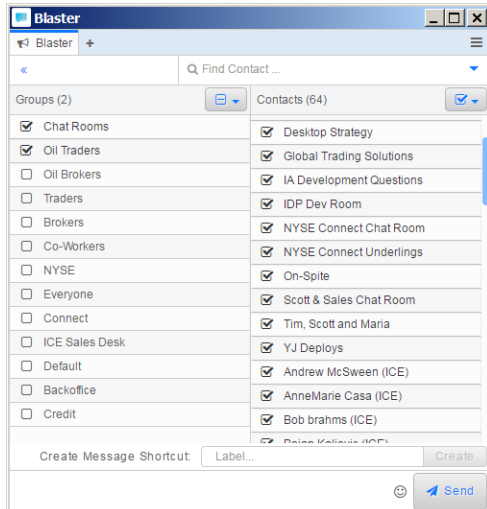 Blaster
Blaster +
« Find Contact ...
Groups (2)
Chat Rooms
Oil Traders
Oil Brokers
Traders
Brokers
Co-Workers
NYSE
Everyone
Connect
ICE Sales Desk
Default
Backoffice
Credit
Contacts (64)
Desktop Strategy
Global Trading Solutions
IA Development Questions
IDP Dev Room
NYSE Connect Chat Room
NYSE Connect Underlings
On-Spite
Scott & Sales Chat Room
Tim, Scott and Maria
YJ Deploys
Andrew McSween (ICE)
AnneMarie Casa (ICE)
Bob brahms (ICE)
Create Message Shortcut: Label... Create
Send